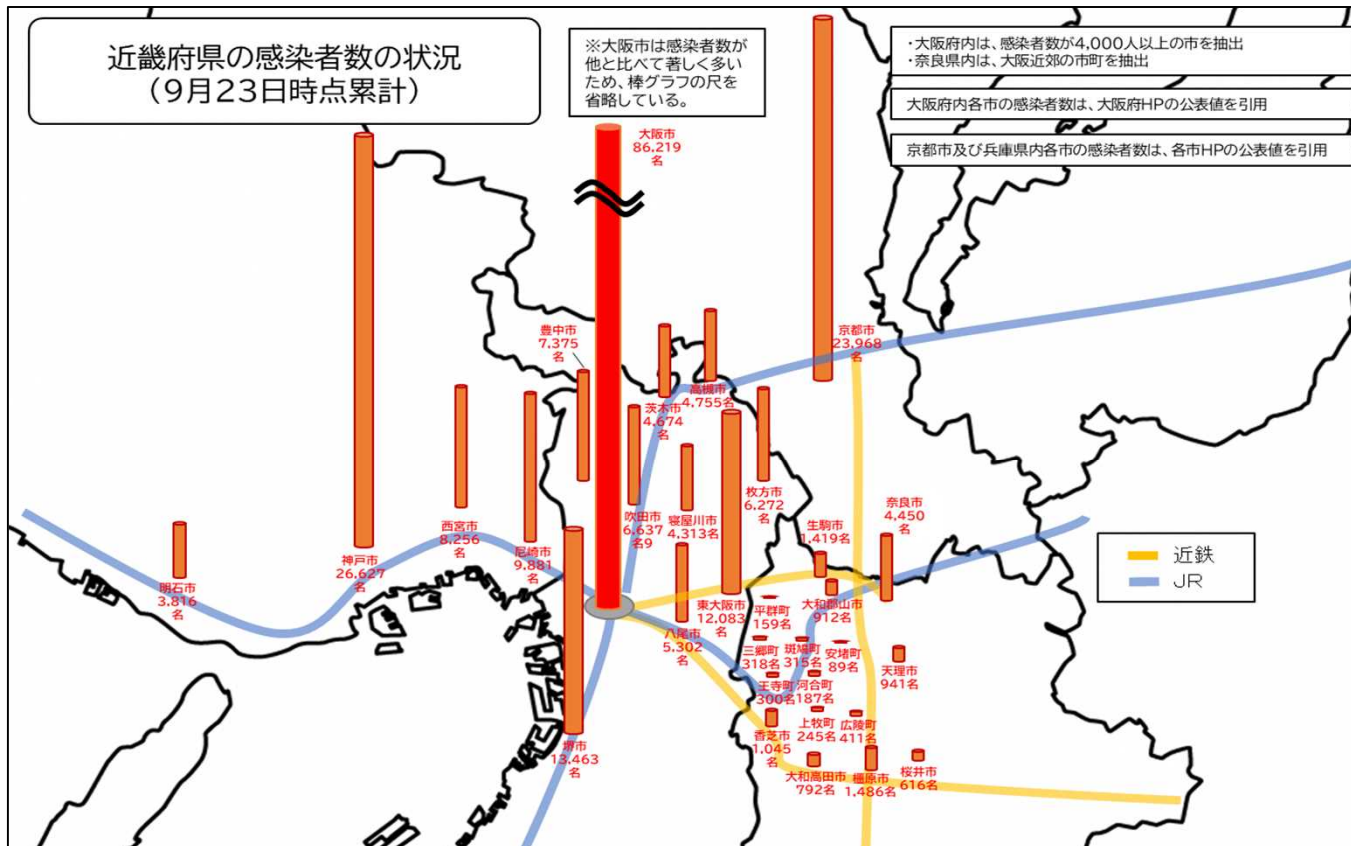 近畿府県の感染者数の状況
（9月23日時点累計）
※大阪市は感染者数が
他と比べて著しく多い
ため、棒グラフの尺を
省略している。
・大阪府内は、感染者数が4,000人以上の市を抽出
・奈良県内は、大阪近郊の市町を抽出
大阪府内各市の感染者数は、大阪府HPの公表値を引用
京都市及び兵庫県内各市の感染者数は、各市HPの公表値を引用
大阪市
86,219
名
豊中市
7,375
名
京都市
23,968
名
高槻市
4,755名
茨木市
4,674
名
枚方市
6,272
名
吹田市
6,637
名9
寝屋川市
4,313名
西宮市
8,256
名
尼崎市
9,881
名
神戸市
26,627
名
明石市
3,816
名
生駒市
1,419名
奈良市
4,450
名
近鉄
JR
東大阪市
12,083
名
大和郡山市
912名
平群町
159名
八尾市
5,302
名
三郷町
318名
斑鳩町
315名
安堵町
89名
天理市
941名
王寺町
300名
河合町
187名
上牧町
245名
広陵町
411名
香芝市
1,045
名
堺市
13,463
名
大和高田市
792名
橿原市
1,486名
桜井市
616名